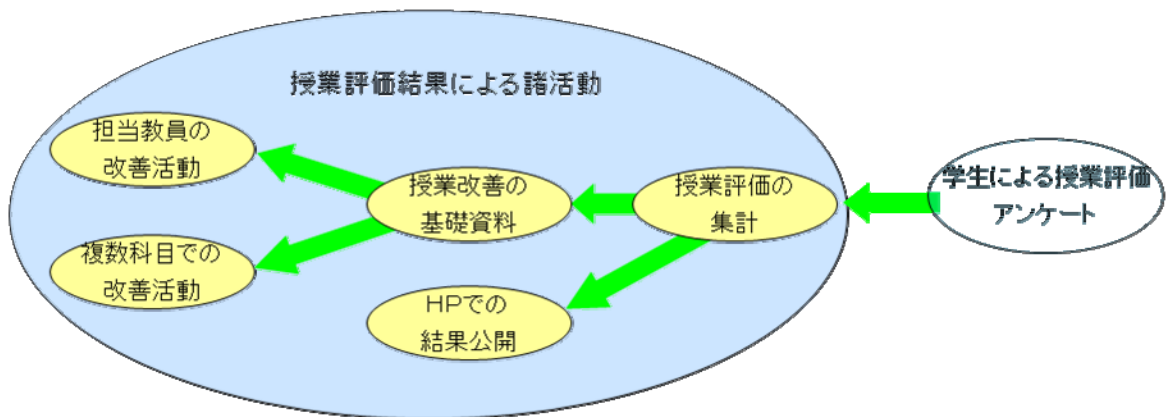 授業評価結果による諸活動
担当教員の
改善活動
複数科目での
改善活動
授業改善の
基礎資料
HPでの
結果公開
授業評価の
集計
学生による授業評価
アンケート